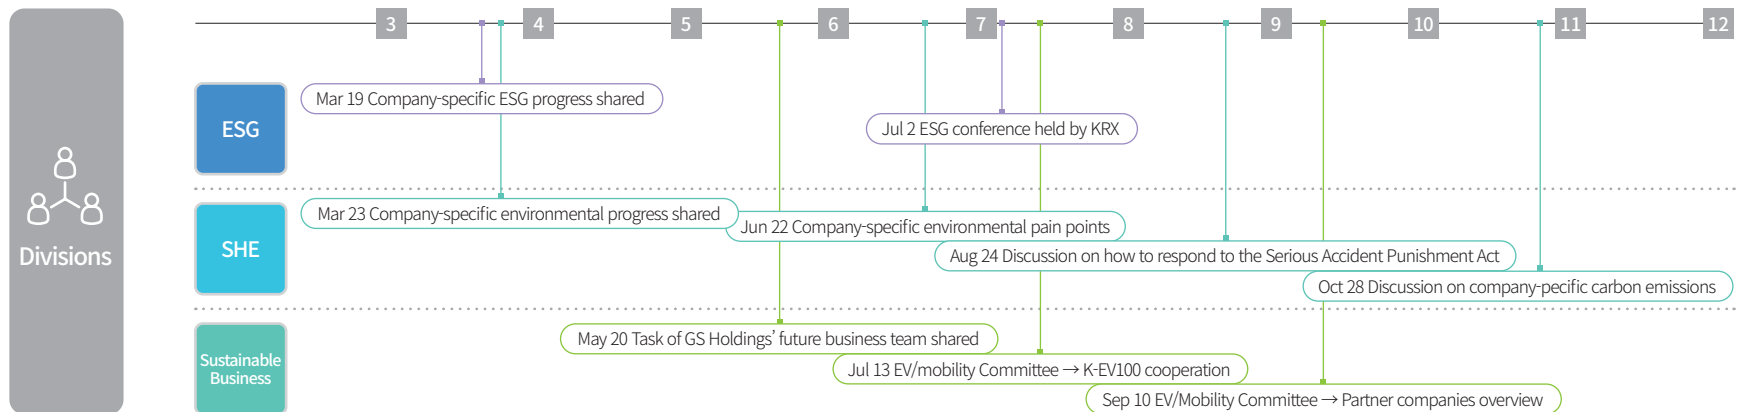 3 4 5 6 7 8 9 10 11 12
Divisions
ESG
Mar 19 Company-specific ESG progress shared
Jul 2 ESG conference held by KRX
SHE
Mar 23 Company-specific environmental progress shared
Jun 22 Company-specific environmental pain points
Aug 24 Discussion on how to respond to the Serious Accident Punishment Act
Oct 28 Discussion on company-pecific carbon emissions
Sustainable
Business
May 20 Task of GS Holdings’ future business team shared
Jul 13 EV/mobility Committee → K-EV100 cooperation
Sep 10 EV/Mobility Committee → Partner companies overview